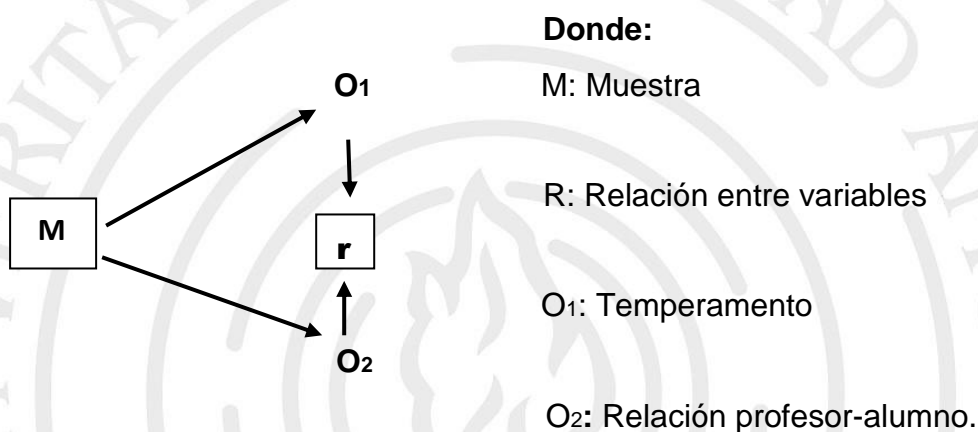 Donde:
O1
M: Muestra
R: Relación entre variables
M
r
O1: Temperamento
O2
O2: Relación profesor-alumno.